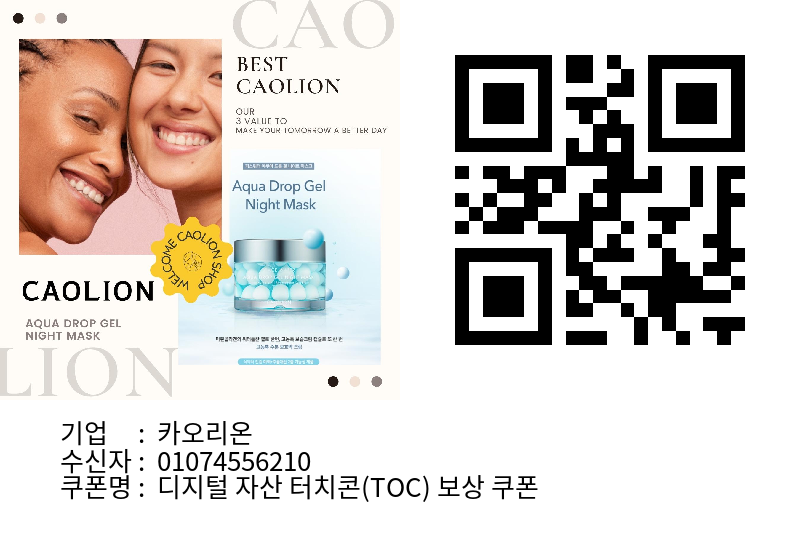 CAO
BEST
CAOLION
OUR
3 VALUE TO
MAKE YOUR TOMORROW A BETTER DAY
Aqua Drop Gel
Night Mask
WELCOME CAOLION SHOP
CAOLION
AQUA DROP GEL
NIGHT MASK
LION
기업 : 카오리온
수신자 : 01074556210
쿠폰명 : 디지털 자산 터치콘(TOC) 보상 쿠폰